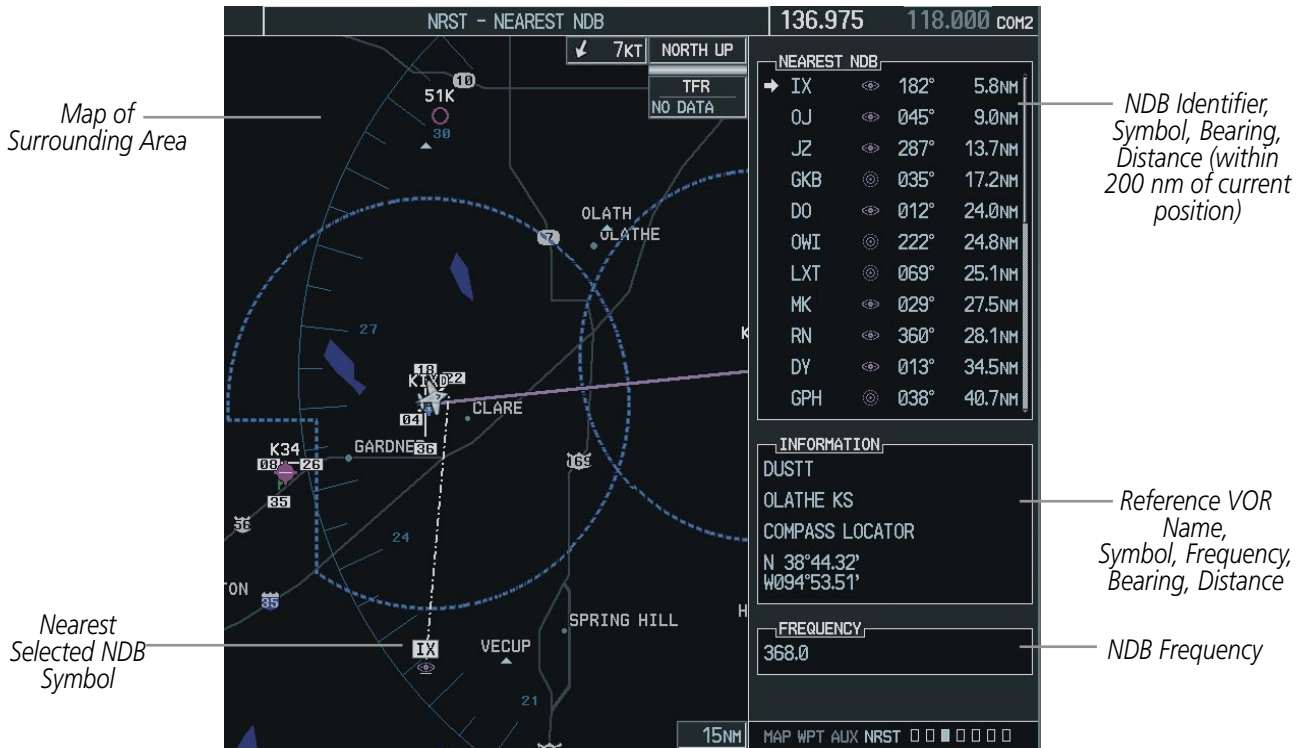 NRST - NEAREST NDB
136.975 118.000 COM2
7KT
NORTH UP
TFR
NO DATA
10
51K
30
OLATH
OLATHE
7
27
K
18
KIXD
22
04
36
CLARE
GARDNE
K34
08
26
35
169
56
24
TON
35
SPRING HILL
H
IX
VECUP
21
15NM
NEAREST NDB
IX 182° 5.8NM
OJ 045° 9.0NM
JZ 287° 13.7NM
GKB 035° 17.2NM
DO 012° 24.0NM
OWI 222° 24.8NM
LXT 069° 25.1NM
MK 029° 27.5NM
RN 360° 28.1NM
DY 013° 34.5NM
GPH 038° 40.7NM
INFORMATION
DUSTT
OLATHE KS
COMPASS LOCATOR
N 38°44.32'
W094°53.51'
FREQUENCY
368.0
MAP WPT AUX NRST
Map of
Surrounding Area
Nearest
Selected NDB
Symbol
NDB Identifier,
Symbol, Bearing,
Distance (within
200 nm of current
position)
Reference VOR
Name,
Symbol, Frequency,
Bearing, Distance
NDB Frequency